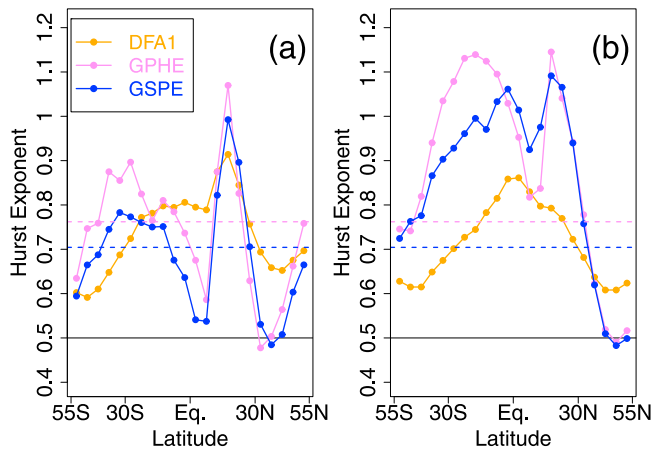 (a)
DFA1
GPHE
GSPE
Hurst Exponent
0.4 0.5 0.6 0.7 0.8 0.9 1 1.1 1.2
55S 30S Eq. 30N 55N
Latitude
(b)
Hurst Exponent
0.4 0.5 0.6 0.7 0.8 0.9 1 1.1 1.2
55S 30S Eq. 30N 55N
Latitude